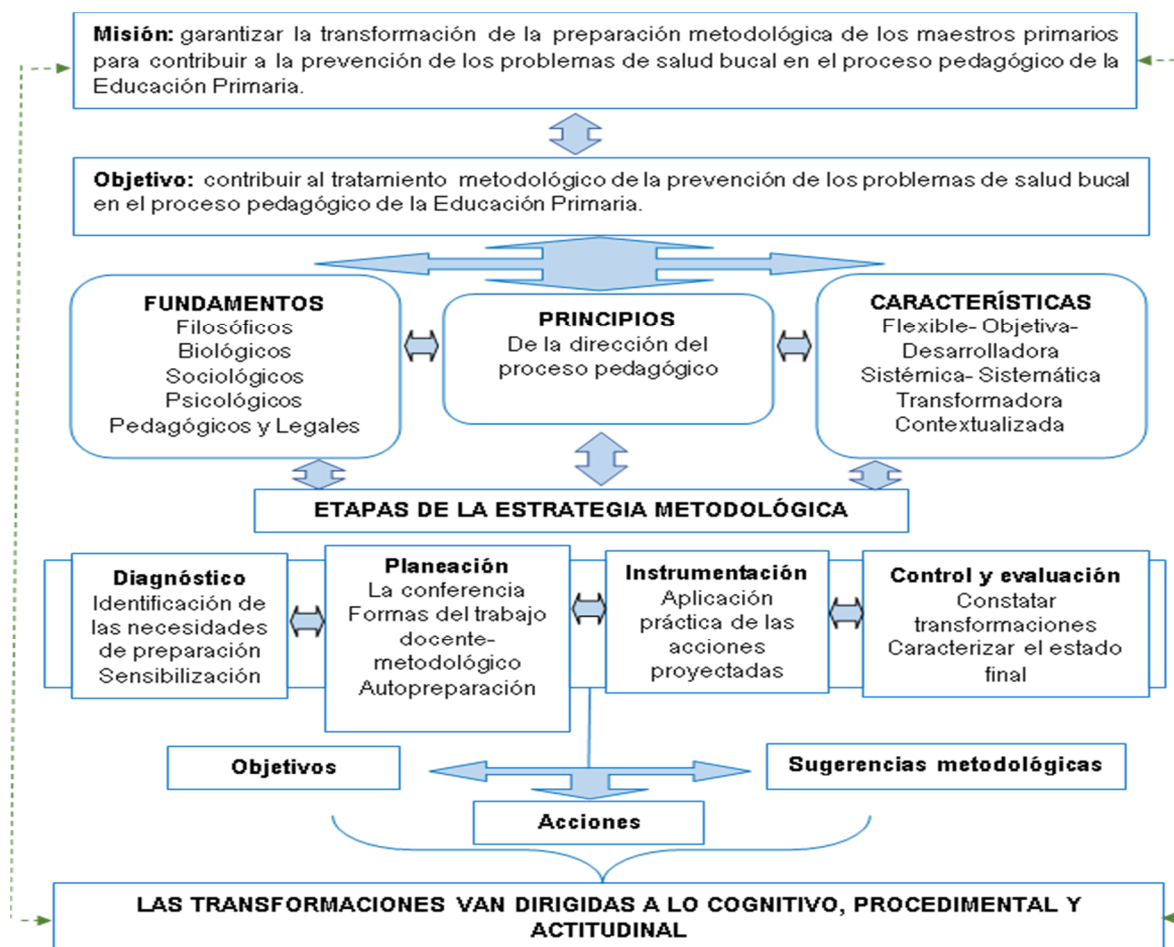 Misión: garantizar la transformación de la preparación metodológica de los maestros primarios
para contribuir a la prevención de los problemas de salud bucal en el proceso pedagógico de la
Educación Primaria.
Objetivo: contribuir al tratamiento metodológico de la prevención de los problemas de salud bucal
en el proceso pedagógico de la Educación Primaria.
FUNDAMENTOS
Filosóficos
Biológicos
Sociológicos
Psicológicos
Pedagógicos y Legales
PRINCIPIOS
De la dirección del
proceso pedagógico
CARACTERÍSTICAS
Flexible- Objetiva-
Desarrolladora
Sistémica- Sistemática
Transformadora
Contextualizada
ETAPAS DE LA ESTRATEGIA METODOLÓGICA
Diagnóstico
Identificación de
las necesidades
de preparación
Sensibilización
Planeación
La conferencia
Formas del trabajo
docente-
metodológico
Autopreparación
Instrumentación
Aplicación
práctica de las
acciones
proyectadas
Control y evaluación
Constatar
transformaciones
Caracterizar el estado
final
Objetivos
Sugerencias metodológicas
Acciones
LAS TRANSFORMACIONES VAN DIRIGIDAS A LO COGNITIVO, PROCEDIMENTAL Y
ACTITUDINAL